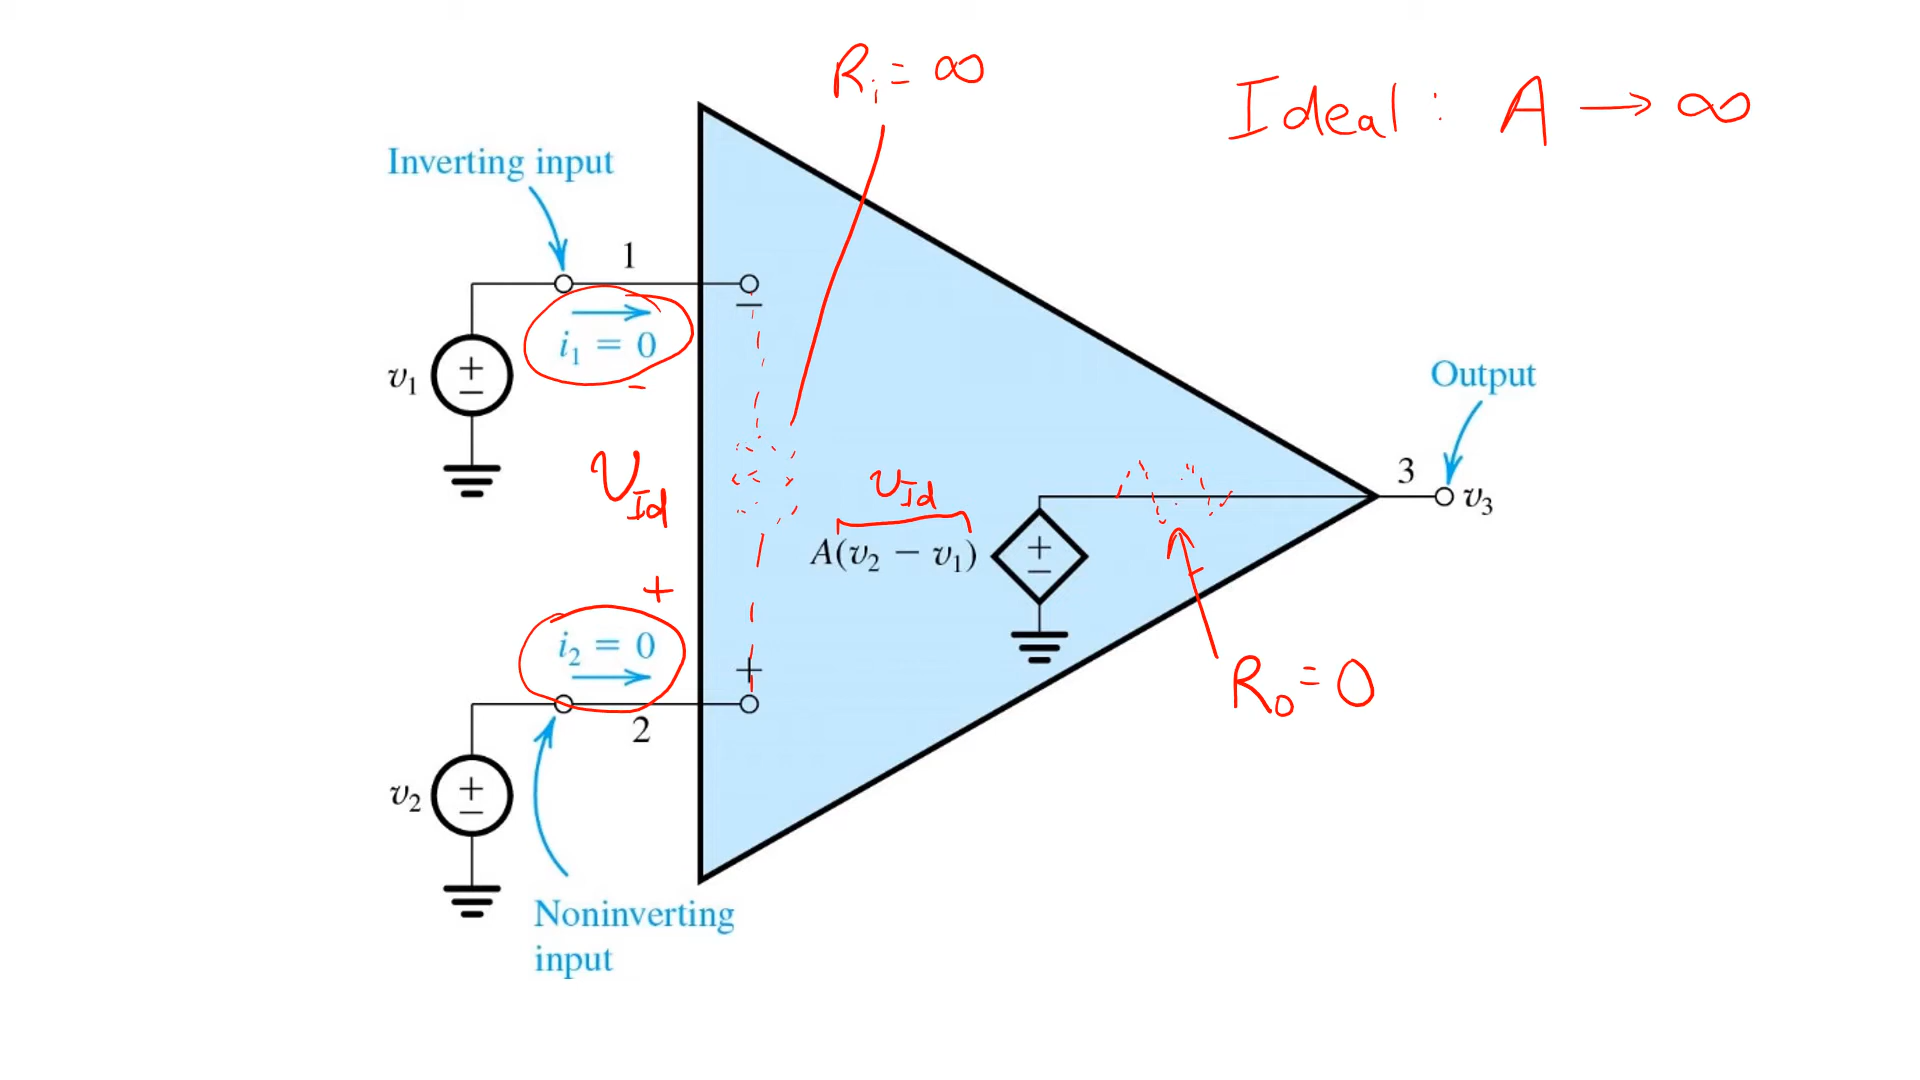 Rᵢ = ∞
Ideal : A → ∞
Inverting input
1
−
i₁ = 0
−
v₁
+
−
Output
3
v₃
v_Id
v_Id
A(v₂ − v₁)
+
−
+
i₂ = 0
+
R₀ = 0
2
v₂
+
−
Noninverting
input